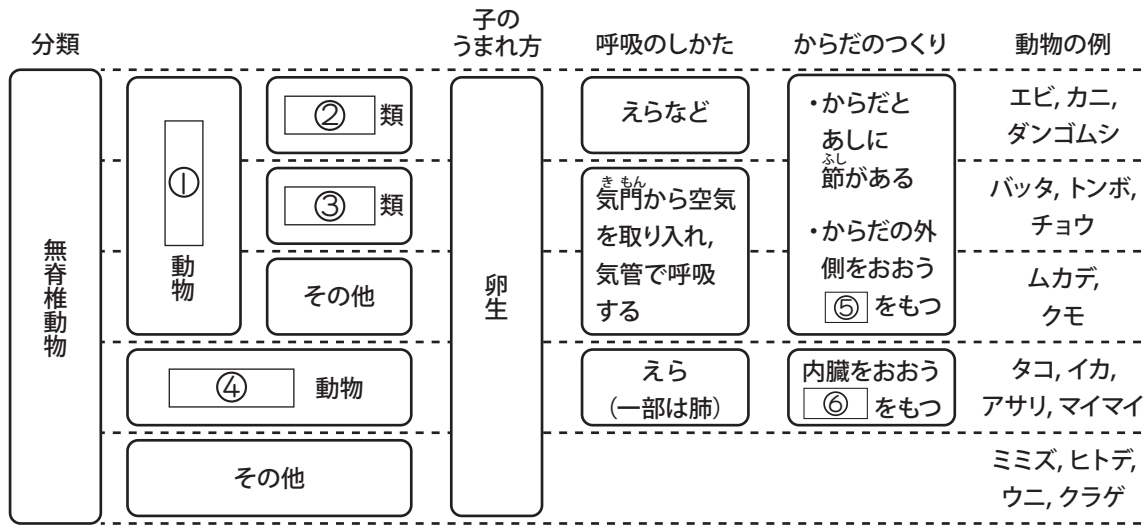 分類
子の
うまれ方
呼吸のしかた
からだのつくり
動物の例
無脊椎動物
①
動物
② 類
③ 類
その他
④ 動物
その他
卵生
えらなど
気門から空気
きもん
を取り入れ,
気管で呼吸
する
えら
（一部は肺）
・からだと
あしに
ふし
節がある
・からだの外
側をおおう
⑤ をもつ
内臓をおおう
⑥ をもつ
エビ, カニ,
ダンゴムシ
バッタ, トンボ,
チョウ
ムカデ,
クモ
タコ, イカ,
アサリ, マイマイ
ミミズ, ヒトデ,
ウニ, クラゲ